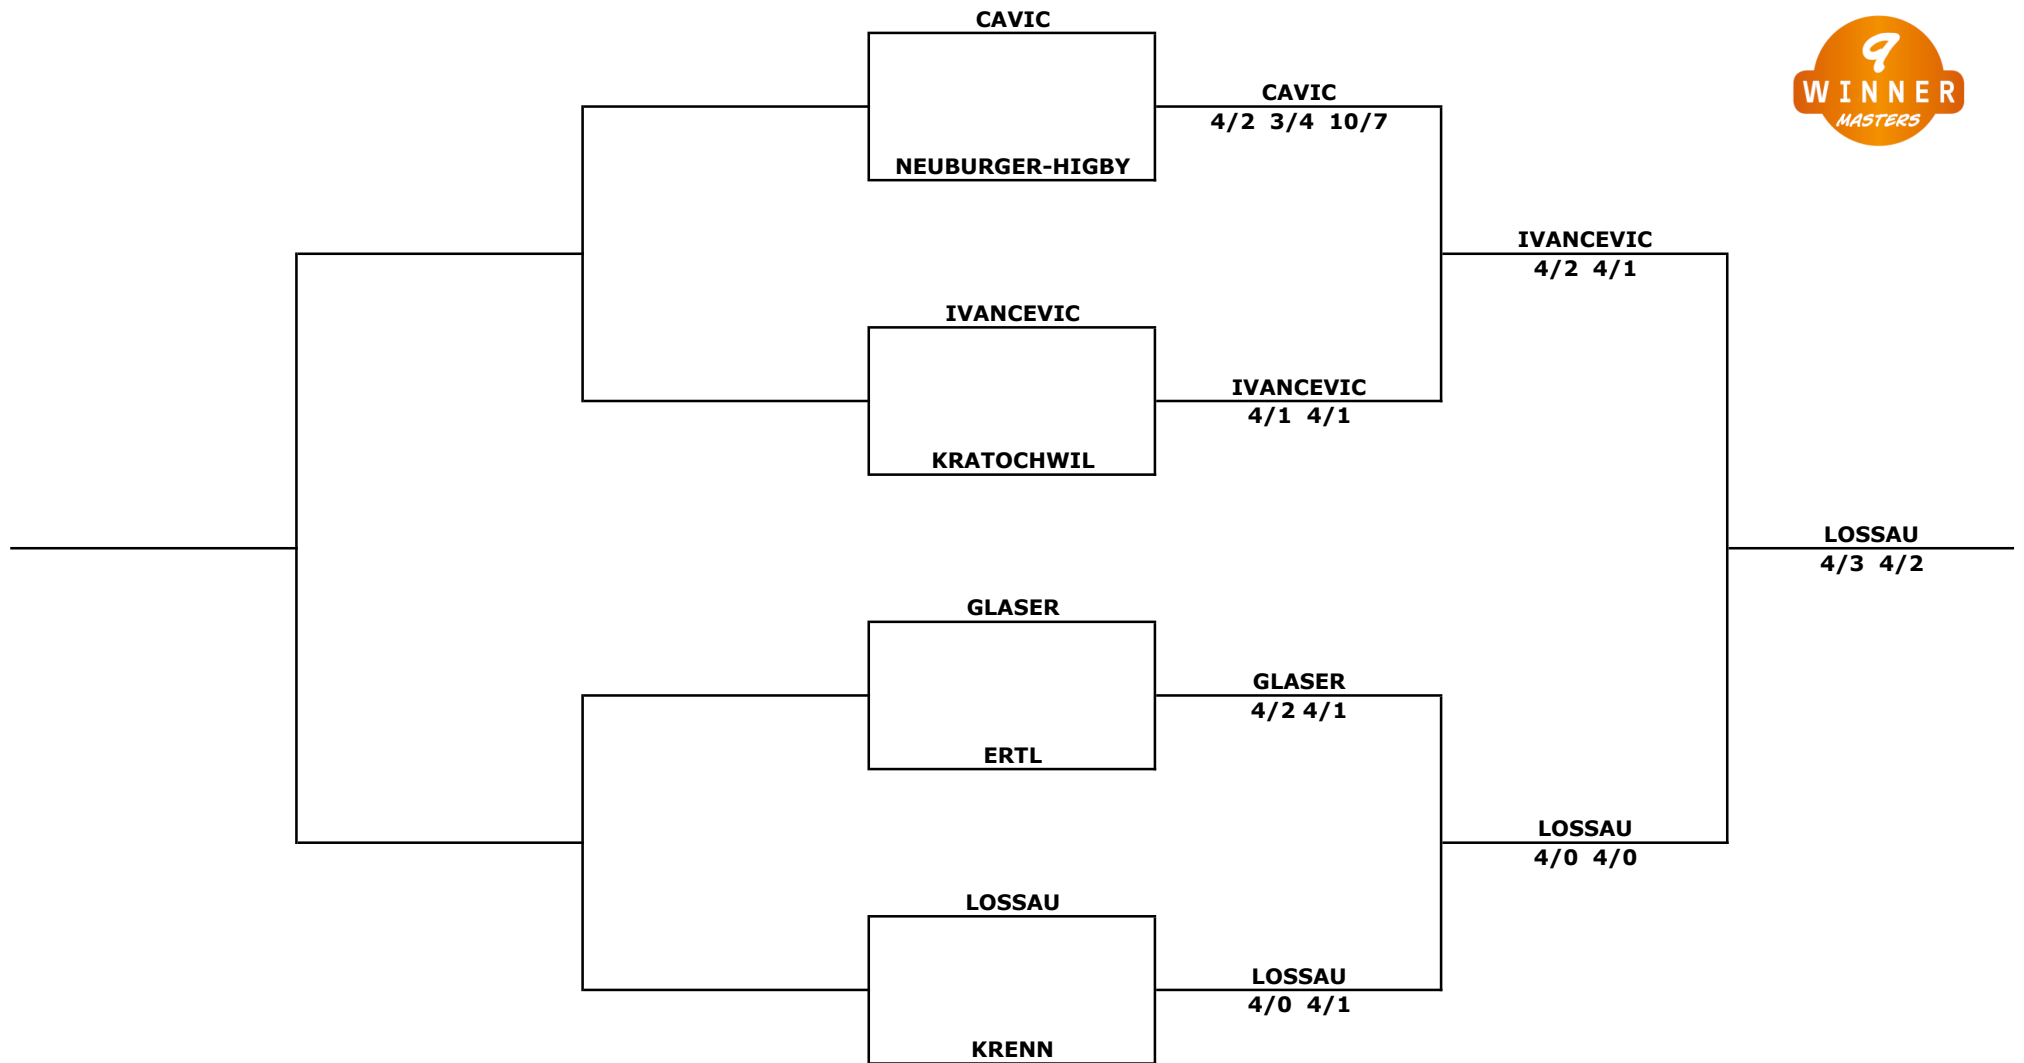 CAVIC
9
WINNER
MASTERS
CAVIC
4/2 3/4 10/7
NEUBURGER-HIGBY
IVANCEVIC
4/2 4/1
IVANCEVIC
IVANCEVIC
4/1 4/1
KRATOCHWIL
LOSSAU
4/3 4/2
GLASER
GLASER
4/2 4/1
ERTL
LOSSAU
4/0 4/0
LOSSAU
LOSSAU
4/0 4/1
KRENN